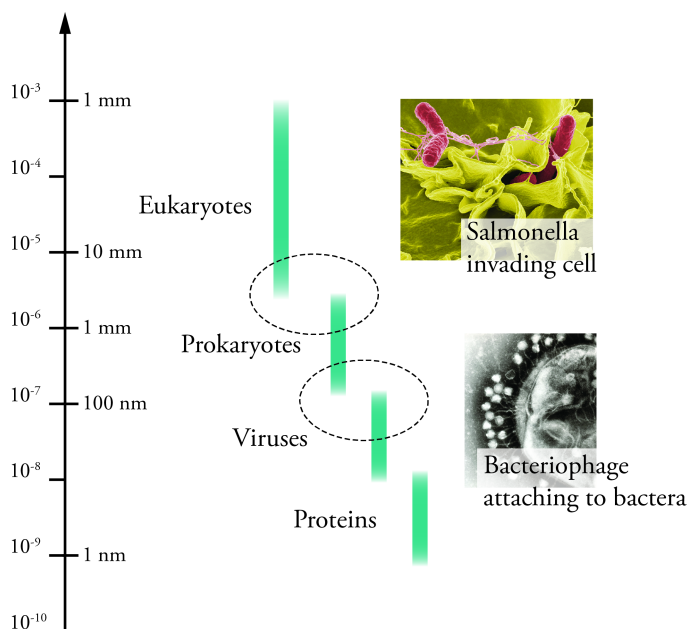 10⁻³ 1 mm
10⁻⁴
Eukaryotes
10⁻⁵ 10 mm
10⁻⁶ 1 mm
Prokaryotes
10⁻⁷ 100 nm
Viruses
10⁻⁸
Proteins
10⁻⁹ 1 nm
10⁻¹⁰
Salmonella
invading cell
Bacteriophage
attaching to bactera